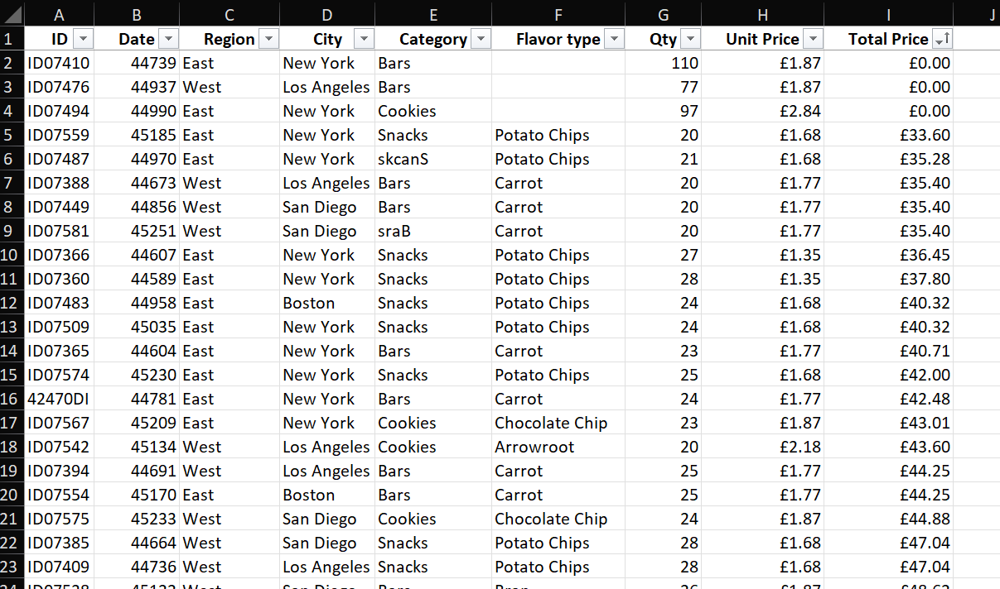 A B C D E F G H I J
1 ID Date Region City Category Flavor type Qty Unit Price Total Price
2 ID07410 44739 East New York Bars 110 £1.87 £0.00
3 ID07476 44937 West Los Angeles Bars 77 £1.87 £0.00
4 ID07494 44990 East New York Cookies 97 £2.84 £0.00
5 ID07559 45185 East New York Snacks Potato Chips 20 £1.68 £33.60
6 ID07487 44970 East New York skcanS Potato Chips 21 £1.68 £35.28
7 ID07388 44673 West Los Angeles Bars Carrot 20 £1.77 £35.40
8 ID07449 44856 West San Diego Bars Carrot 20 £1.77 £35.40
9 ID07581 45251 West San Diego sraB Carrot 20 £1.77 £35.40
10 ID07366 44607 East New York Snacks Potato Chips 27 £1.35 £36.45
11 ID07360 44589 East New York Snacks Potato Chips 28 £1.35 £37.80
12 ID07483 44958 East Boston Snacks Potato Chips 24 £1.68 £40.32
13 ID07509 45035 East New York Snacks Potato Chips 24 £1.68 £40.32
14 ID07365 44604 East New York Bars Carrot 23 £1.77 £40.71
15 ID07574 45230 East New York Snacks Potato Chips 25 £1.68 £42.00
16 42470DI 44781 East New York Bars Carrot 24 £1.77 £42.48
17 ID07567 45209 East New York Cookies Chocolate Chip 23 £1.87 £43.01
18 ID07542 45134 West Los Angeles Cookies Arrowroot 20 £2.18 £43.60
19 ID07394 44691 West Los Angeles Bars Carrot 25 £1.77 £44.25
20 ID07554 45170 East Boston Bars Carrot 25 £1.77 £44.25
21 ID07575 45233 West San Diego Cookies Chocolate Chip 24 £1.87 £44.88
22 ID07385 44664 West San Diego Snacks Potato Chips 28 £1.68 £47.04
23 ID07409 44736 West Los Angeles Snacks Potato Chips 28 £1.68 £47.04
24 West San Diego Bars Bran